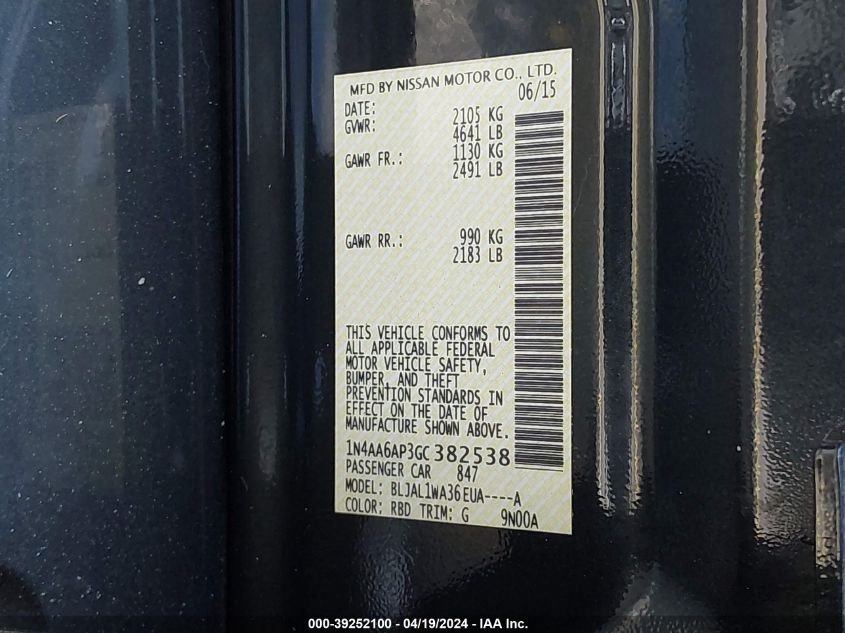 MFD BY NISSAN MOTOR CO., LTD.
DATE: 06/15
GVWR: 2105 KG
4641 LB
GAWR FR.: 1130 KG
2491 LB
GAWR RR.: 990 KG
2183 LB
THIS VEHICLE CONFORMS TO
ALL APPLICABLE FEDERAL
MOTOR VEHICLE SAFETY,
BUMPER, AND THEFT
PREVENTION STANDARDS IN
EFFECT ON THE DATE OF
MANUFACTURE SHOWN ABOVE.
1N4AA6AP3GC382538
PASSENGER CAR 847
MODEL: BLJAL1WA36EUA----A
COLOR: RBD TRIM: G 9N00A
000-39252100 - 04/19/2024 - IAA Inc.